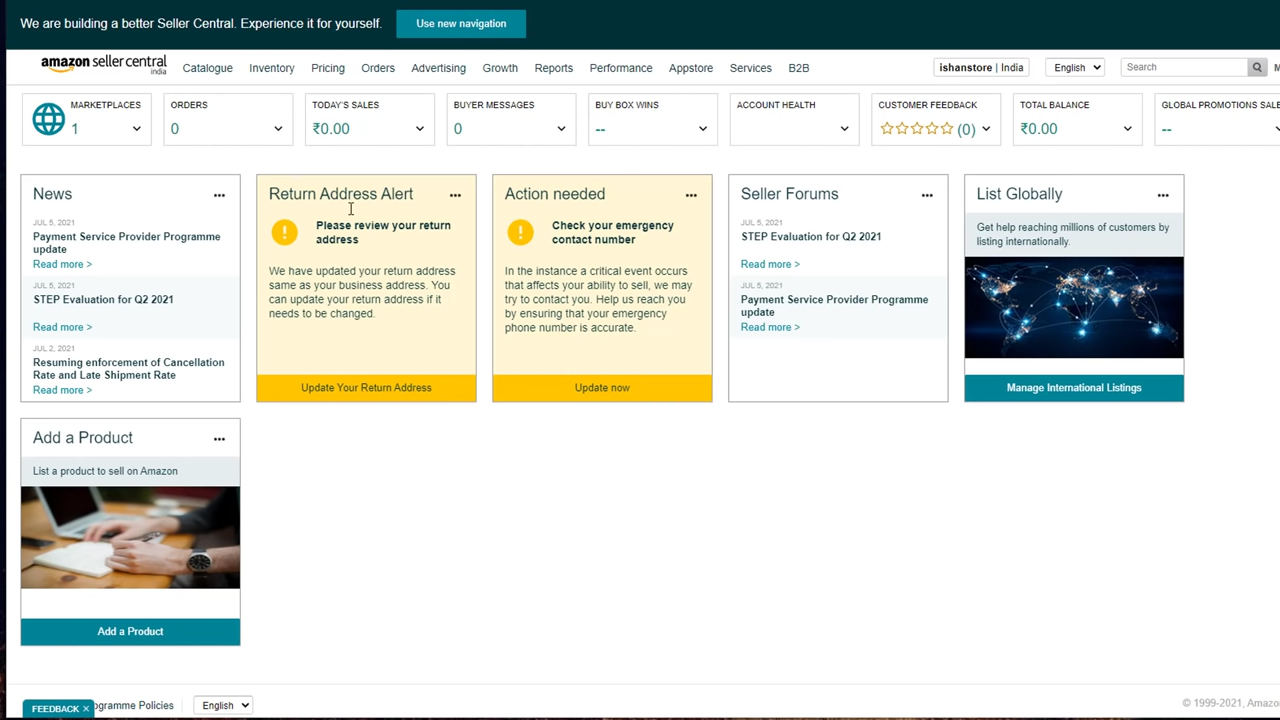 We are building a better Seller Central. Experience it for yourself.
Use new navigation
amazon seller central
india
Catalogue
Inventory
Pricing
Orders
Advertising
Growth
Reports
Performance
Appstore
Services
B2B
ishanstore | India
English
Search
M
MARKETPLACES
1
ORDERS
0
TODAY'S SALES
₹0.00
BUYER MESSAGES
0
BUY BOX WINS
--
ACCOUNT HEALTH
CUSTOMER FEEDBACK
(0)
TOTAL BALANCE
₹0.00
GLOBAL PROMOTIONS SALE
--
News
JUL 5, 2021
Payment Service Provider Programme
update
Read more >
JUL 5, 2021
STEP Evaluation for Q2 2021
Read more >
JUL 2, 2021
Resuming enforcement of Cancellation
Rate and Late Shipment Rate
Read more >
Return Address Alert
Please review your return
address
We have updated your return address
same as your business address. You
can update your return address if it
needs to be changed.
Update Your Return Address
Action needed
Check your emergency
contact number
In the instance a critical event occurs
that affects your ability to sell, we may
try to contact you. Help us reach you
by ensuring that your emergency
phone number is accurate.
Update now
Seller Forums
JUL 5, 2021
STEP Evaluation for Q2 2021
Read more >
JUL 5, 2021
Payment Service Provider Programme
update
Read more >
List Globally
Get help reaching millions of customers by
listing internationally.
Manage International Listings
Add a Product
List a product to sell on Amazon
Add a Product
FEEDBACK ×
ogramme Policies
English
© 1999-2021, Amazo